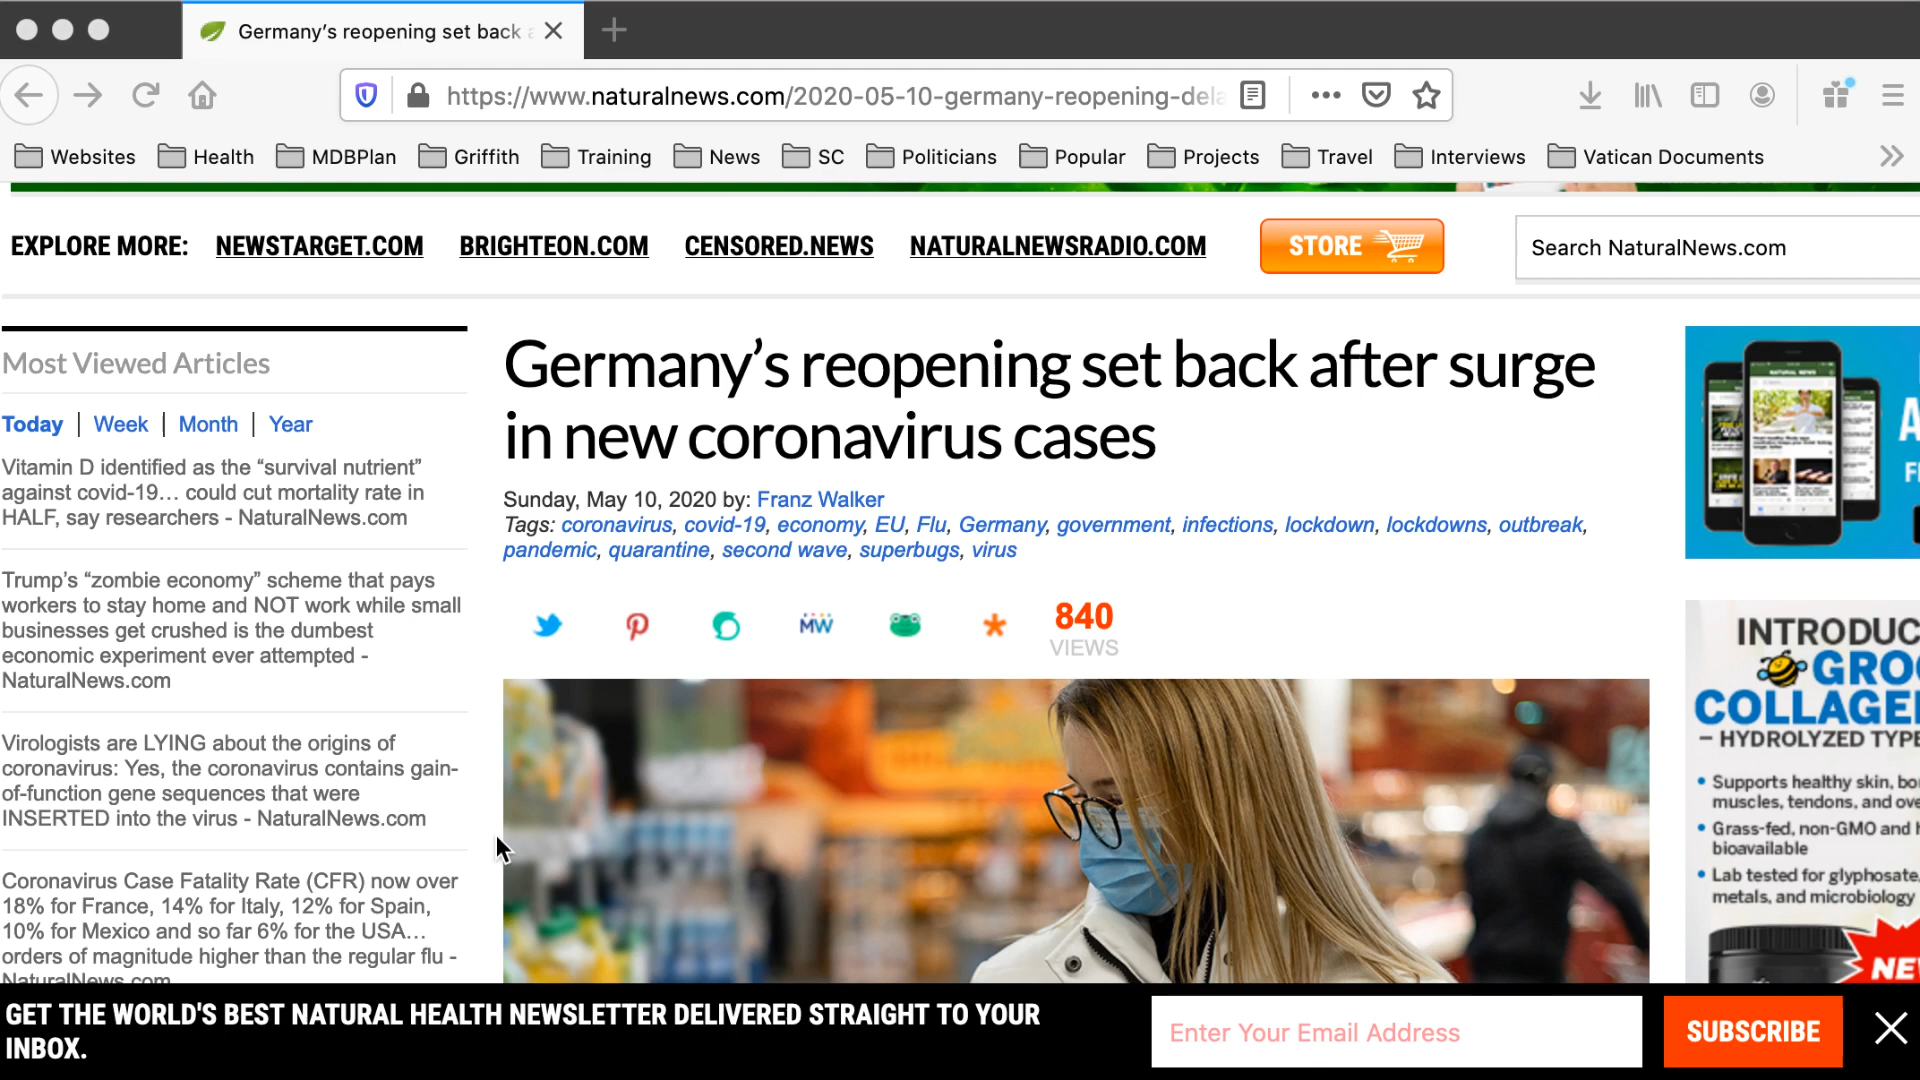 Germany's reopening set back
https://www.naturalnews.com/2020-05-10-germany-reopening-dela
Websites Health MDBPlan Griffith Training News SC Politicians Popular Projects Travel Interviews Vatican Documents
EXPLORE MORE: NEWSTARGET.COM BRIGHTEON.COM CENSORED.NEWS NATURALNEWSRADIO.COM STORE Search NaturalNews.com
Most Viewed Articles
Today | Week | Month | Year
Vitamin D identified as the “survival nutrient”
against covid-19... could cut mortality rate in
HALF, say researchers - NaturalNews.com
Trump's “zombie economy” scheme that pays
workers to stay home and NOT work while small
businesses get crushed is the dumbest
economic experiment ever attempted -
NaturalNews.com
Virologists are LYING about the origins of
coronavirus: Yes, the coronavirus contains gain-
of-function gene sequences that were
INSERTED into the virus - NaturalNews.com
Coronavirus Case Fatality Rate (CFR) now over
18% for France, 14% for Italy, 12% for Spain,
10% for Mexico and so far 6% for the USA...
orders of magnitude higher than the regular flu -
NaturalNews.com
Germany’s reopening set back after surge
in new coronavirus cases
Sunday, May 10, 2020 by: Franz Walker
Tags: coronavirus, covid-19, economy, EU, Flu, Germany, government, infections, lockdown, lockdowns, outbreak,
pandemic, quarantine, second wave, superbugs, virus
MW
840
VIEWS
NATURAL NEWS
A
F
INTRODUC
GRO
COLLAGE
– HYDROLYZED TYPE
• Supports healthy skin, bo
muscles, tendons, and ove
• Grass-fed, non-GMO and
bioavailable
• Lab tested for glyphosate,
metals, and microbiology
NE
GET THE WORLD'S BEST NATURAL HEALTH NEWSLETTER DELIVERED STRAIGHT TO YOUR
INBOX.
Enter Your Email Address
SUBSCRIBE